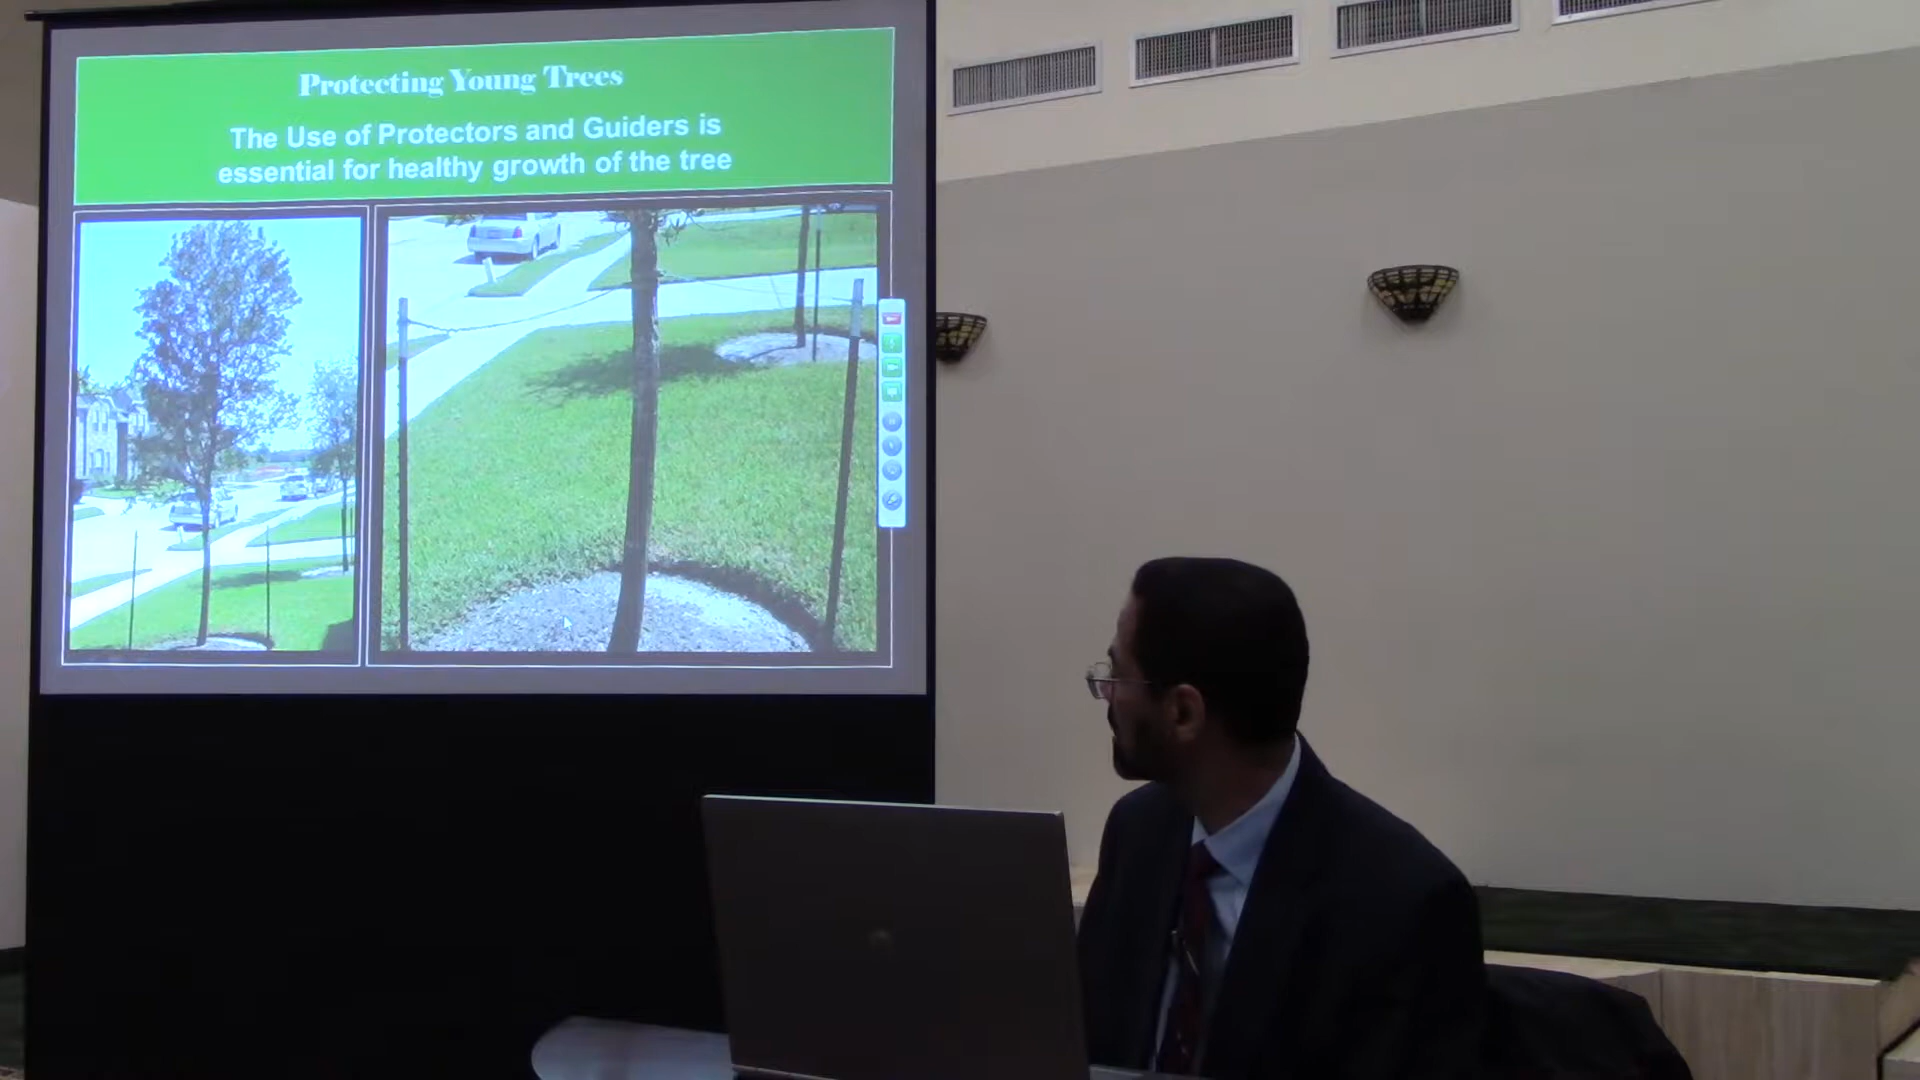 Protecting Young Trees
The Use of Protectors and Guiders is
essential for healthy growth of the tree